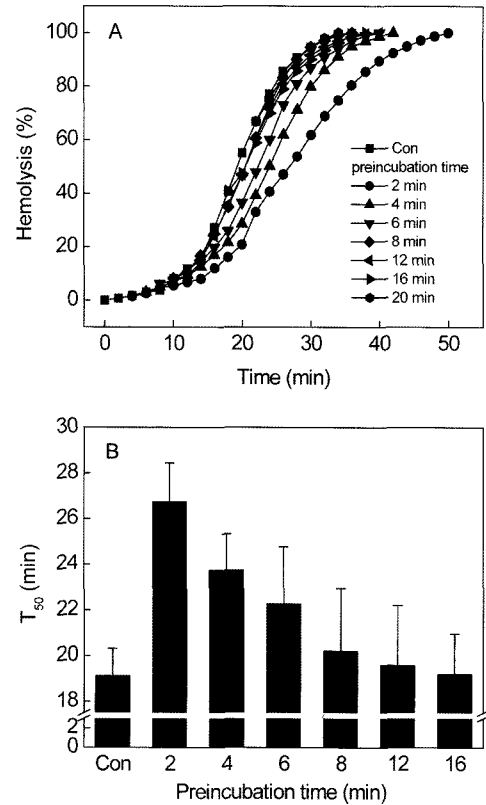 A
100
80
60
40
20
0
Hemolysis (%)
Con
preincubation time
2 min
4 min
6 min
8 min
12 min
16 min
20 min
0 10 20 30 40 50
Time (min)
B
30
28
26
24
22
20
18
2
0
T50 (min)
Con 2 4 6 8 12 16
Preincubation time (min)